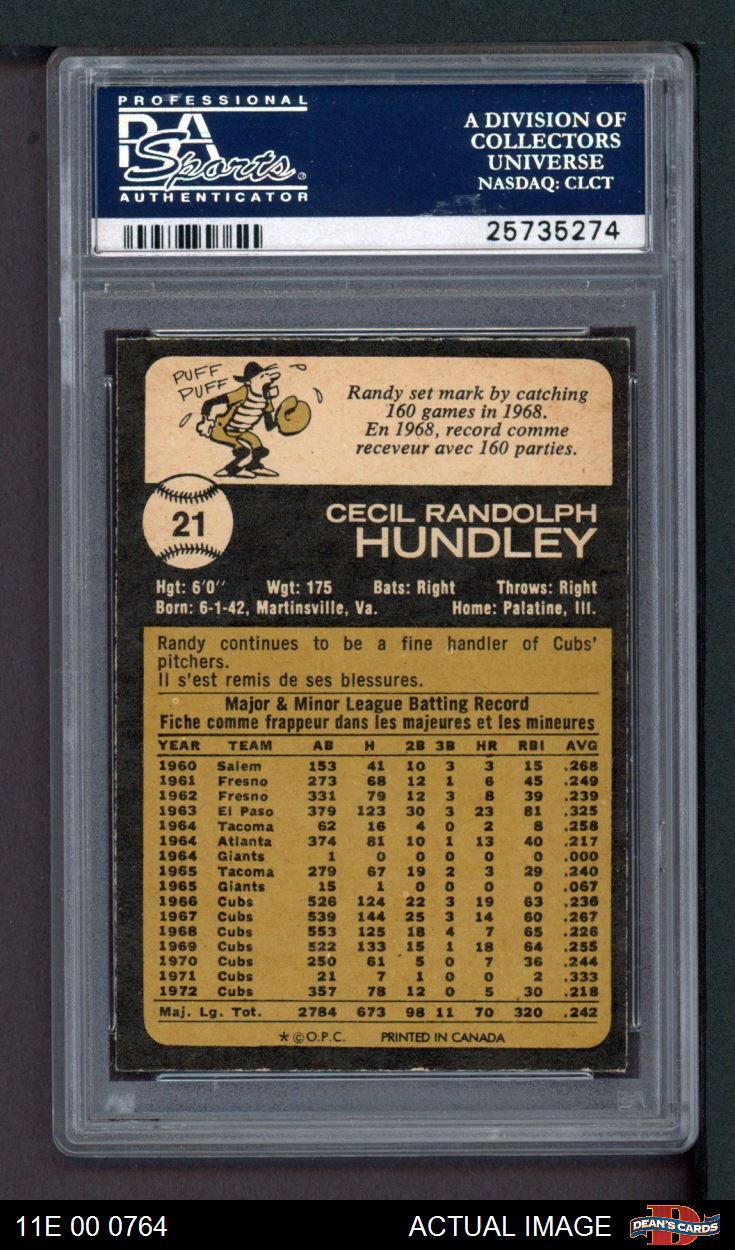 PROFESSIONAL
PSA
Sports®
AUTHENTICATOR
A DIVISION OF
COLLECTORS
UNIVERSE
NASDAQ: CLCT
25735274
PUFF
PUFF
Randy set mark by catching
160 games in 1968.
En 1968, record comme
receveur avec 160 parties.
21
CECIL RANDOLPH
HUNDLEY
Hgt: 6'0" Wgt: 175 Bats: Right Throws: Right
Born: 6-1-42, Martinsville, Va. Home: Palatine, Ill.
Randy continues to be a fine handler of Cubs'
pitchers.
Il s'est remis de ses blessures.
Major & Minor League Batting Record
Fiche comme frappeur dans les majeures et les mineures
YEAR TEAM AB H 2B 3B HR RBI AVG
1960 Salem 153 41 10 3 3 15 .268
1961 Fresno 273 68 12 1 6 45 .249
1962 Fresno 331 79 12 3 8 39 .239
1963 El Paso 379 123 30 3 23 81 .325
1964 Tacoma 62 16 4 0 2 8 .258
1964 Atlanta 374 81 10 1 13 40 .217
1964 Giants 1 0 0 0 0 0 .000
1965 Tacoma 279 67 19 2 3 29 .240
1965 Giants 15 1 0 0 0 0 .067
1966 Cubs 526 124 22 3 19 63 .236
1967 Cubs 539 144 25 3 14 60 .267
1968 Cubs 553 125 18 4 7 65 .226
1969 Cubs 522 133 15 1 18 64 .255
1970 Cubs 250 61 5 0 7 36 .244
1971 Cubs 21 7 1 0 0 2 .333
1972 Cubs 357 78 12 0 5 30 .218
Maj. Lg. Tot. 2784 673 98 11 70 320 .242
* © O.P.C. PRINTED IN CANADA
11E 00 0764 ACTUAL IMAGE DEAN'S CARDS